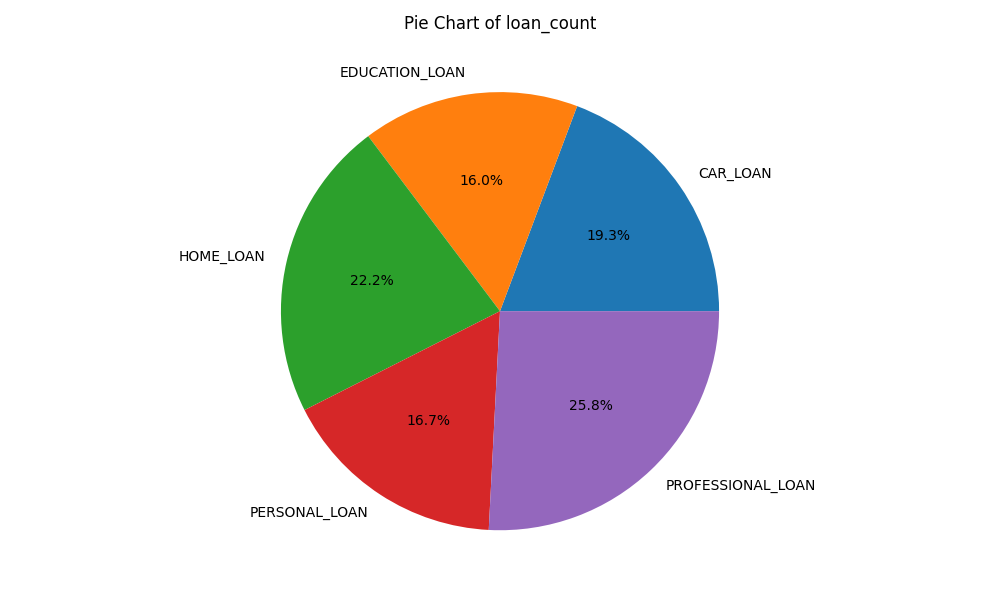 Pie Chart of loan_count
EDUCATION_LOAN
CAR_LOAN
16.0%
19.3%
HOME_LOAN
22.2%
25.8%
16.7%
PROFESSIONAL_LOAN
PERSONAL_LOAN